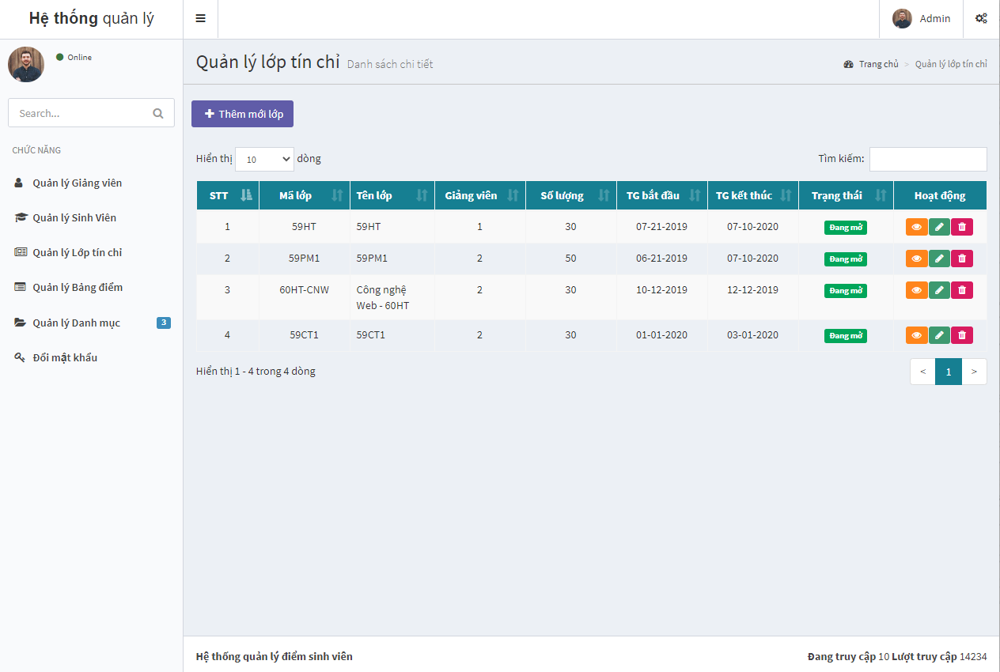 Hệ thống quản lý
Admin
Online
Search...
CHỨC NĂNG
Quản lý Giảng viên
Quản lý Sinh Viên
Quản lý Lớp tín chỉ
Quản lý Bảng điểm
Quản lý Danh mục 3
Đổi mật khẩu
Quản lý lớp tín chỉ Danh sách chi tiết
Trang chủ > Quản lý lớp tín chỉ
Thêm mới lớp
Hiển thị 10 dòng
Tìm kiếm:
STT Mã lớp Tên lớp Giảng viên Số lượng TG bắt đầu TG kết thúc Trạng thái Hoạt động
1 59HT 59HT 1 30 07-21-2019 07-10-2020 Đang mở
2 59PM1 59PM1 2 50 06-21-2019 07-10-2020 Đang mở
3 60HT-CNW Công nghệ 2 30 10-12-2019 12-12-2019 Đang mở
Web - 60HT
4 59CT1 59CT1 2 30 01-01-2020 03-01-2020 Đang mở
Hiển thị 1 - 4 trong 4 dòng
< 1 >
Hệ thống quản lý điểm sinh viên
Đang truy cập 10 Lượt truy cập 14234